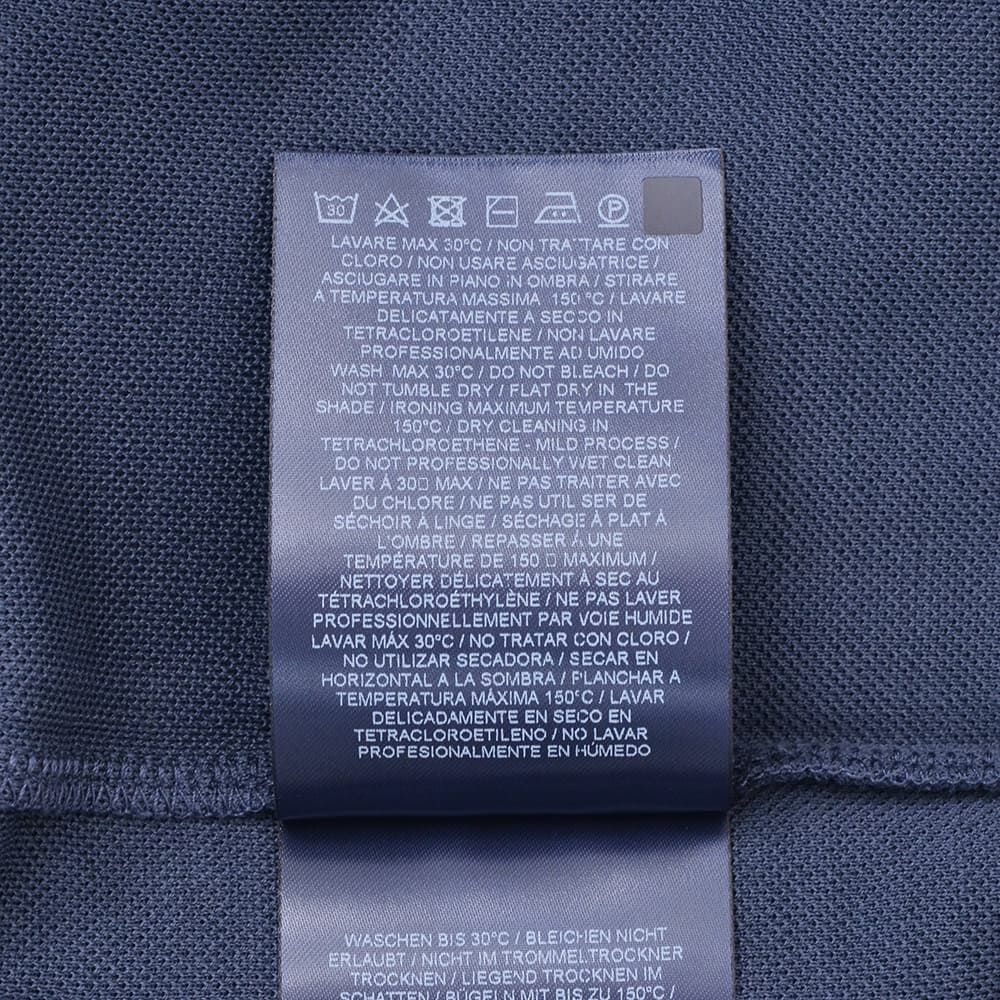 30
P
LAVARE MAX 30°C / NON TRATTARE CON
CLORO / NON USARE ASCIUGATRICE /
ASCIUGARE IN PIANO IN OMBRA / STIRARE
A TEMPERATURA MASSIMA 150 °C / LAVARE
DELICATAMENTE A SECCO IN
TETRACLOROETILENE / NON LAVARE
PROFESSIONALMENTE AD UMIDO
WASH MAX 30°C / DO NOT BLEACH / DO
NOT TUMBLE DRY / FLAT DRY IN THE
SHADE / IRONING MAXIMUM TEMPERATURE
150°C / DRY CLEANING IN
TETRACHLOROETHENE - MILD PROCESS /
DO NOT PROFESSIONALLY WET CLEAN
LAVER À 30□ MAX / NE PAS TRAITER AVEC
DU CHLORE / NE PAS UTILISER DE
SÉCHOIR À LINGE / SÉCHAGE À PLAT À
L'OMBRE / REPASSER À UNE
TEMPÉRATURE DE 150 □ MAXIMUM /
NETTOYER DÉLICATEMENT À SEC AU
TÉTRACHLOROÉTHYLÈNE / NE PAS LAVER
PROFESSIONNELLEMENT PAR VOIE HUMIDE
LAVAR MÁX 30°C / NO TRATAR CON CLORO /
NO UTILIZAR SECADORA / SECAR EN
HORIZONTAL A LA SOMBRA / PLANCHAR A
TEMPERATURA MÁXIMA 150°C / LAVAR
DELICADAMENTE EN SECO EN
TETRACLOROETILENO / NO LAVAR
PROFESIONALMENTE EN HÚMEDO
WASCHEN BIS 30°C / BLEICHEN NICHT
ERLAUBT / NICHT IM TROMMELTROCKNER
TROCKNEN / LIEGEND TROCKNEN IM
SCHATTEN / BÜGELN MIT BIS ZU 150°C /